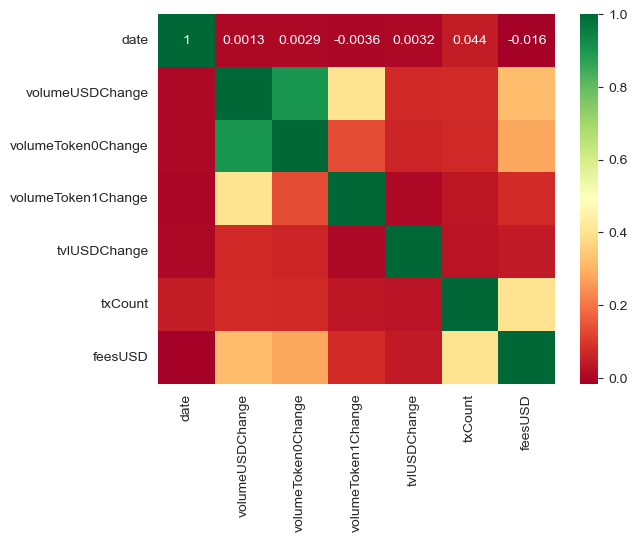 date 1 0.0013 0.0029 -0.0036 0.0032 0.044 -0.016
volumeUSDChange
volumeToken0Change
volumeToken1Change
tvlUSDChange
txCount
feesUSD
date
volumeUSDChange
volumeToken0Change
volumeToken1Change
tvlUSDChange
txCount
feesUSD
1.0
0.8
0.6
0.4
0.2
0.0